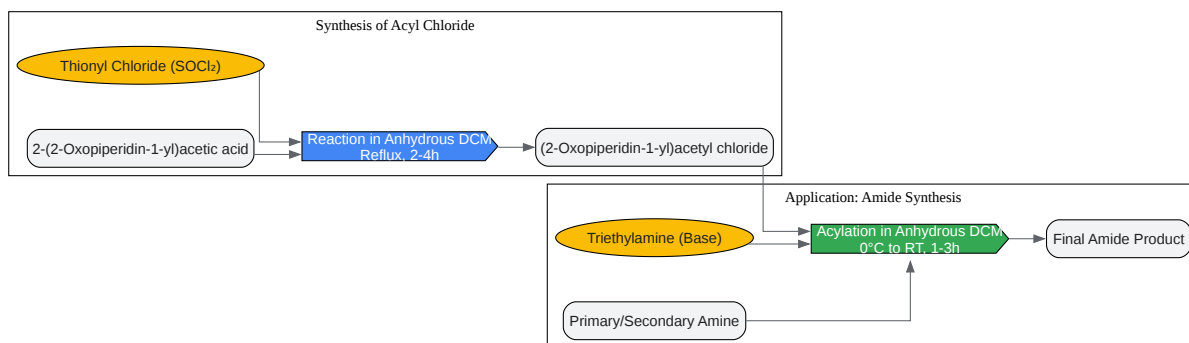 Synthesis of Acyl Chloride
Thionyl Chloride (SOCl₂)
2-(2-Oxopiperidin-1-yl)acetic acid
Reaction in Anhydrous DCM
Reflux, 2-4h
(2-Oxopiperidin-1-yl)acetyl chloride
Application: Amide Synthesis
Triethylamine (Base)
Acylation in Anhydrous DCM
0°C to RT, 1-3h
Final Amide Product
Primary/Secondary Amine